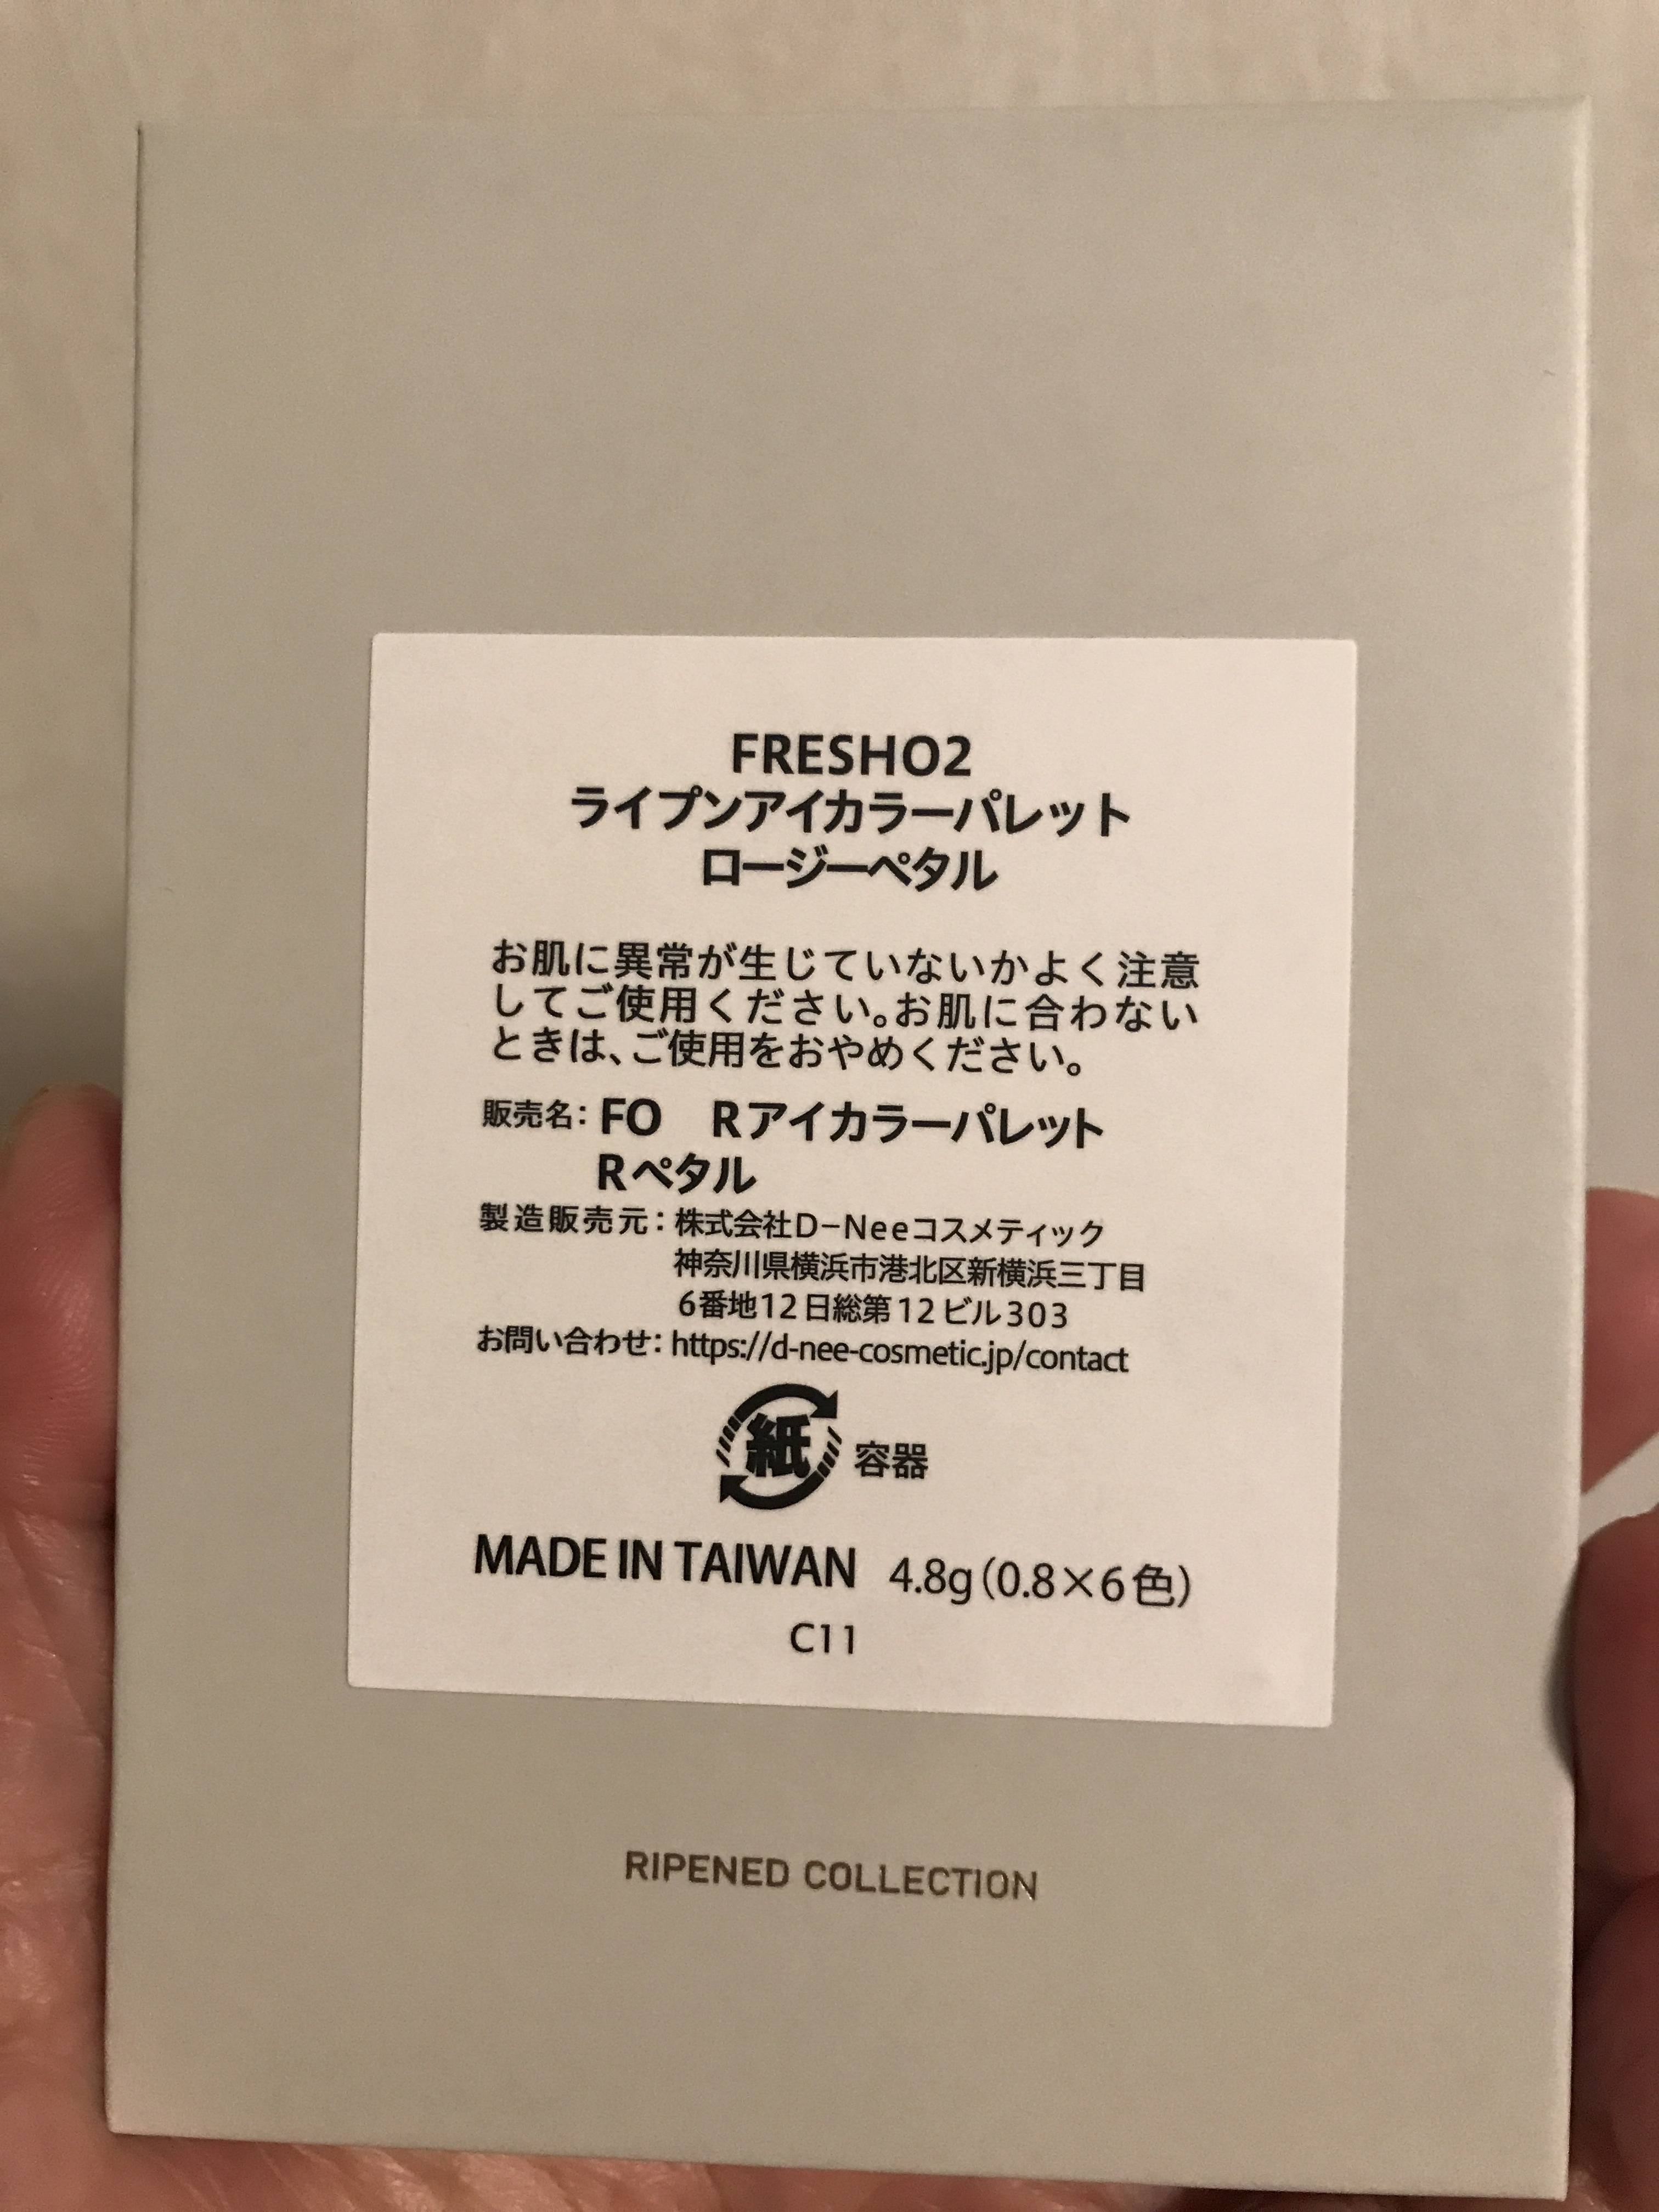 FRESHO2
ライプンアイカラーパレット
ロージーペタル
お肌に異常が生じていないかよく注意
してご使用ください。お肌に合わない
ときは、ご使用をおやめください。
販売名：FO　Rアイカラーパレット
Rペタル
製造販売元：株式会社D-Neeコスメティック
神奈川県横浜市港北区新横浜三丁目
6番地12日総第12ビル303
お問い合わせ：https://d-nee-cosmetic.jp/contact
紙 容器
MADE IN TAIWAN 4.8g(0.8×6色)
C11
RIPENED COLLECTION